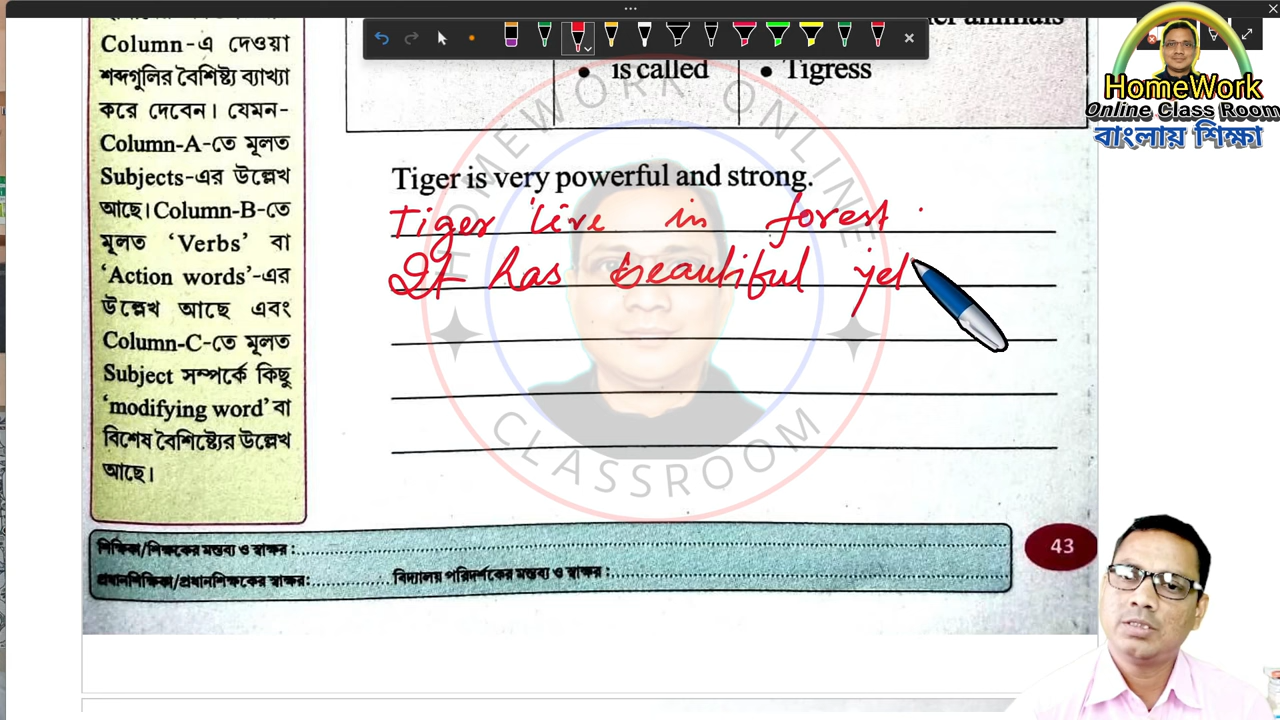 Column-এ দেওয়া
শব্দগুলির বৈশিষ্ট্য ব্যাখ্যা
করে দেবেন। যেমন-
Column-A-তে মূলত
Subjects-এর উল্লেখ
আছে। Column-B-তে
মূলত 'Verbs' বা
'Action words'-এর
উল্লেখ আছে এবং
Column-C-তে মূলত
Subject সম্পর্কে কিছু
'modifying word' বা
বিশেষ বৈশিষ্ট্যের উল্লেখ
আছে।
animals
• is called • Tigress
Tiger is very powerful and strong.
Tiger live in forest.
It has beautiful yel
শিক্ষিকা/শিক্ষকের মন্তব্য ও স্বাক্ষর :
প্রধানশিক্ষিকা/প্রধানশিক্ষকের স্বাক্ষর: বিদ্যালয় পরিদর্শকের মন্তব্য ও স্বাক্ষর :
43
HomeWork
Online Class Room
বাংলায় শিক্ষা
HOMEWORK ONLINE
CLASSROOM